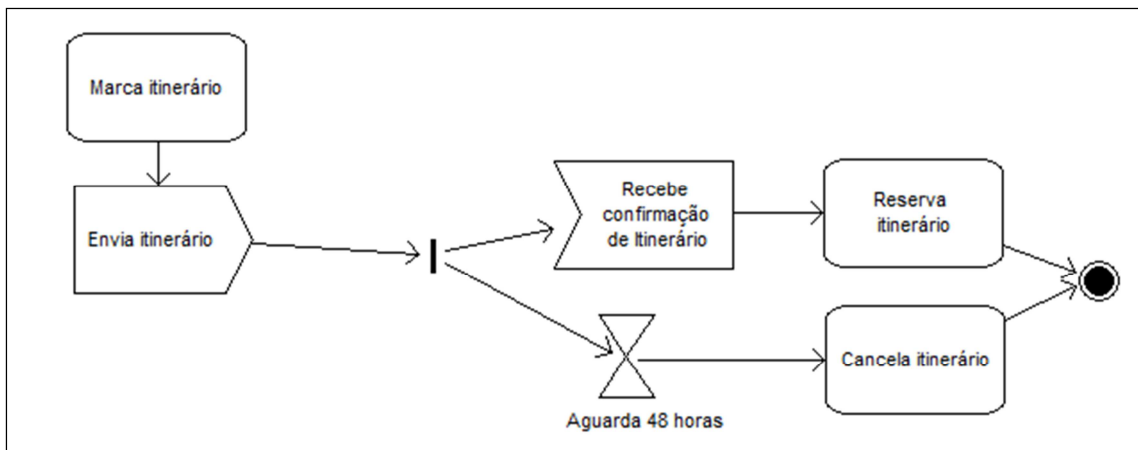 Marca itinerário
Envia itinerário
Recebe
confirmação
de Itinerário
Reserva
itinerário
Aguarda 48 horas
Cancela itinerário